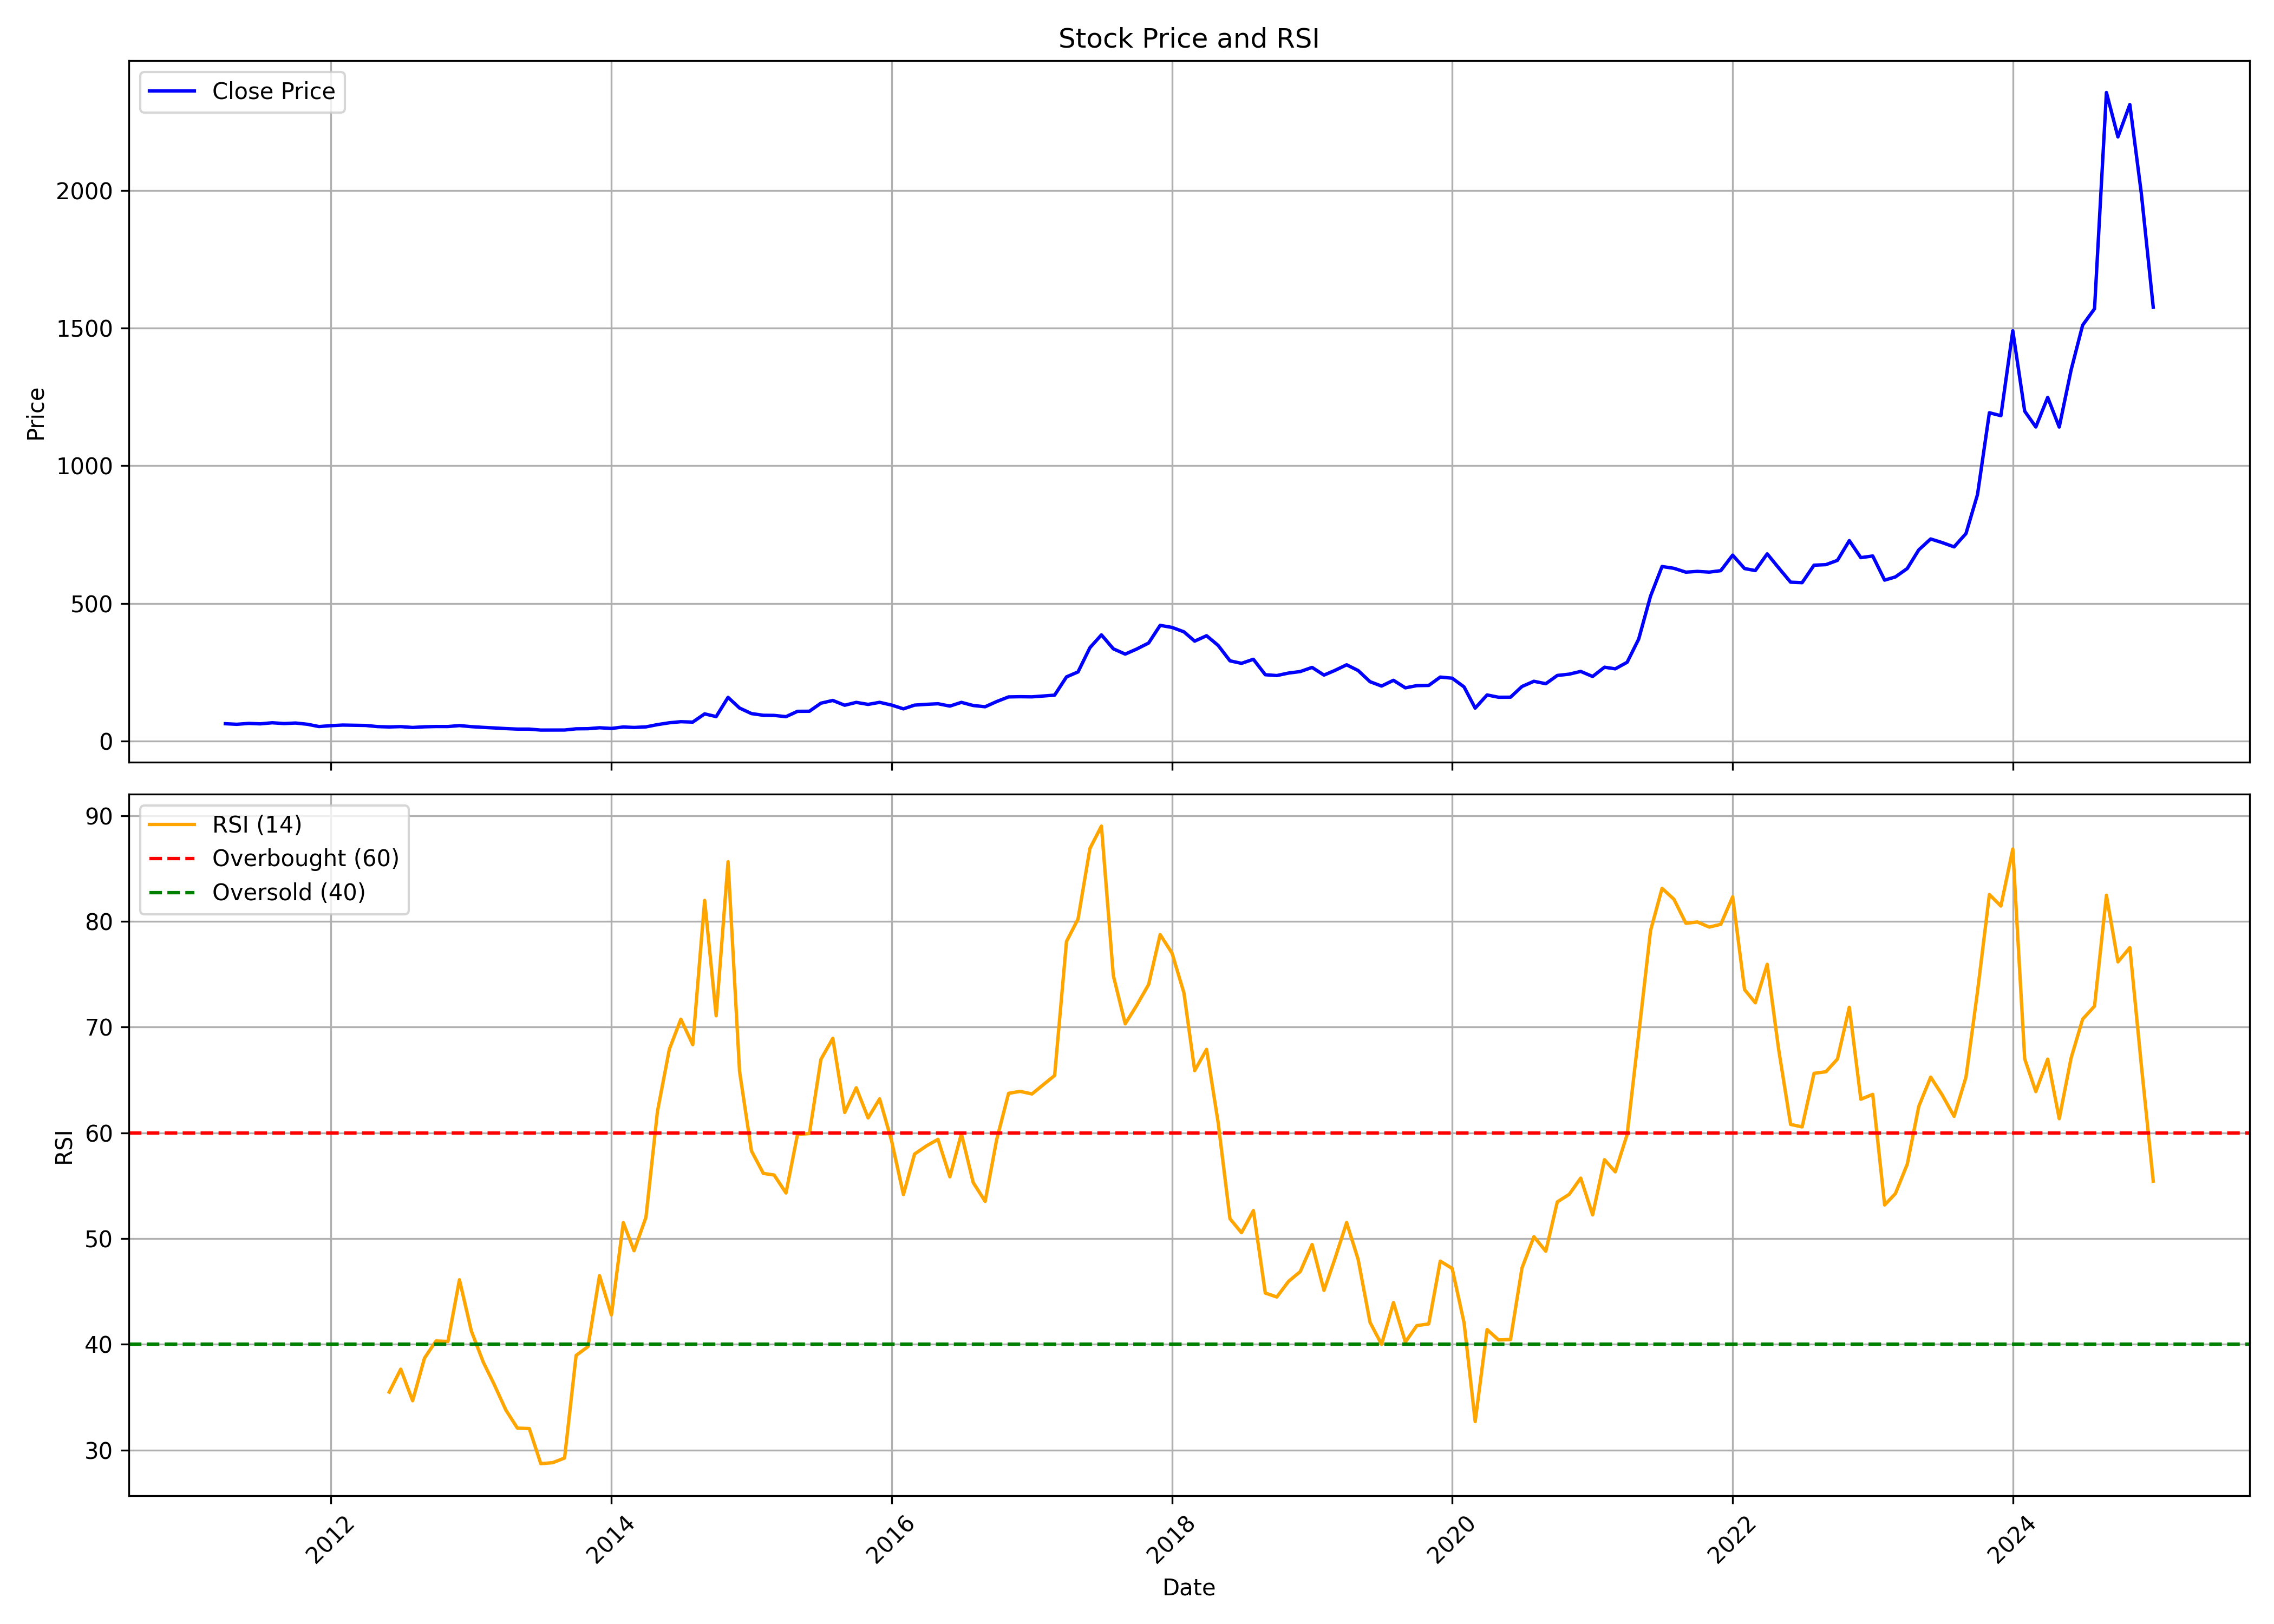 Stock Price and RSI
Close Price
Price
2000
1500
1000
500
0
RSI (14)
Overbought (60)
Oversold (40)
RSI
90
80
70
60
50
40
30
2012
2014
2016
2018
2020
2022
2024
Date